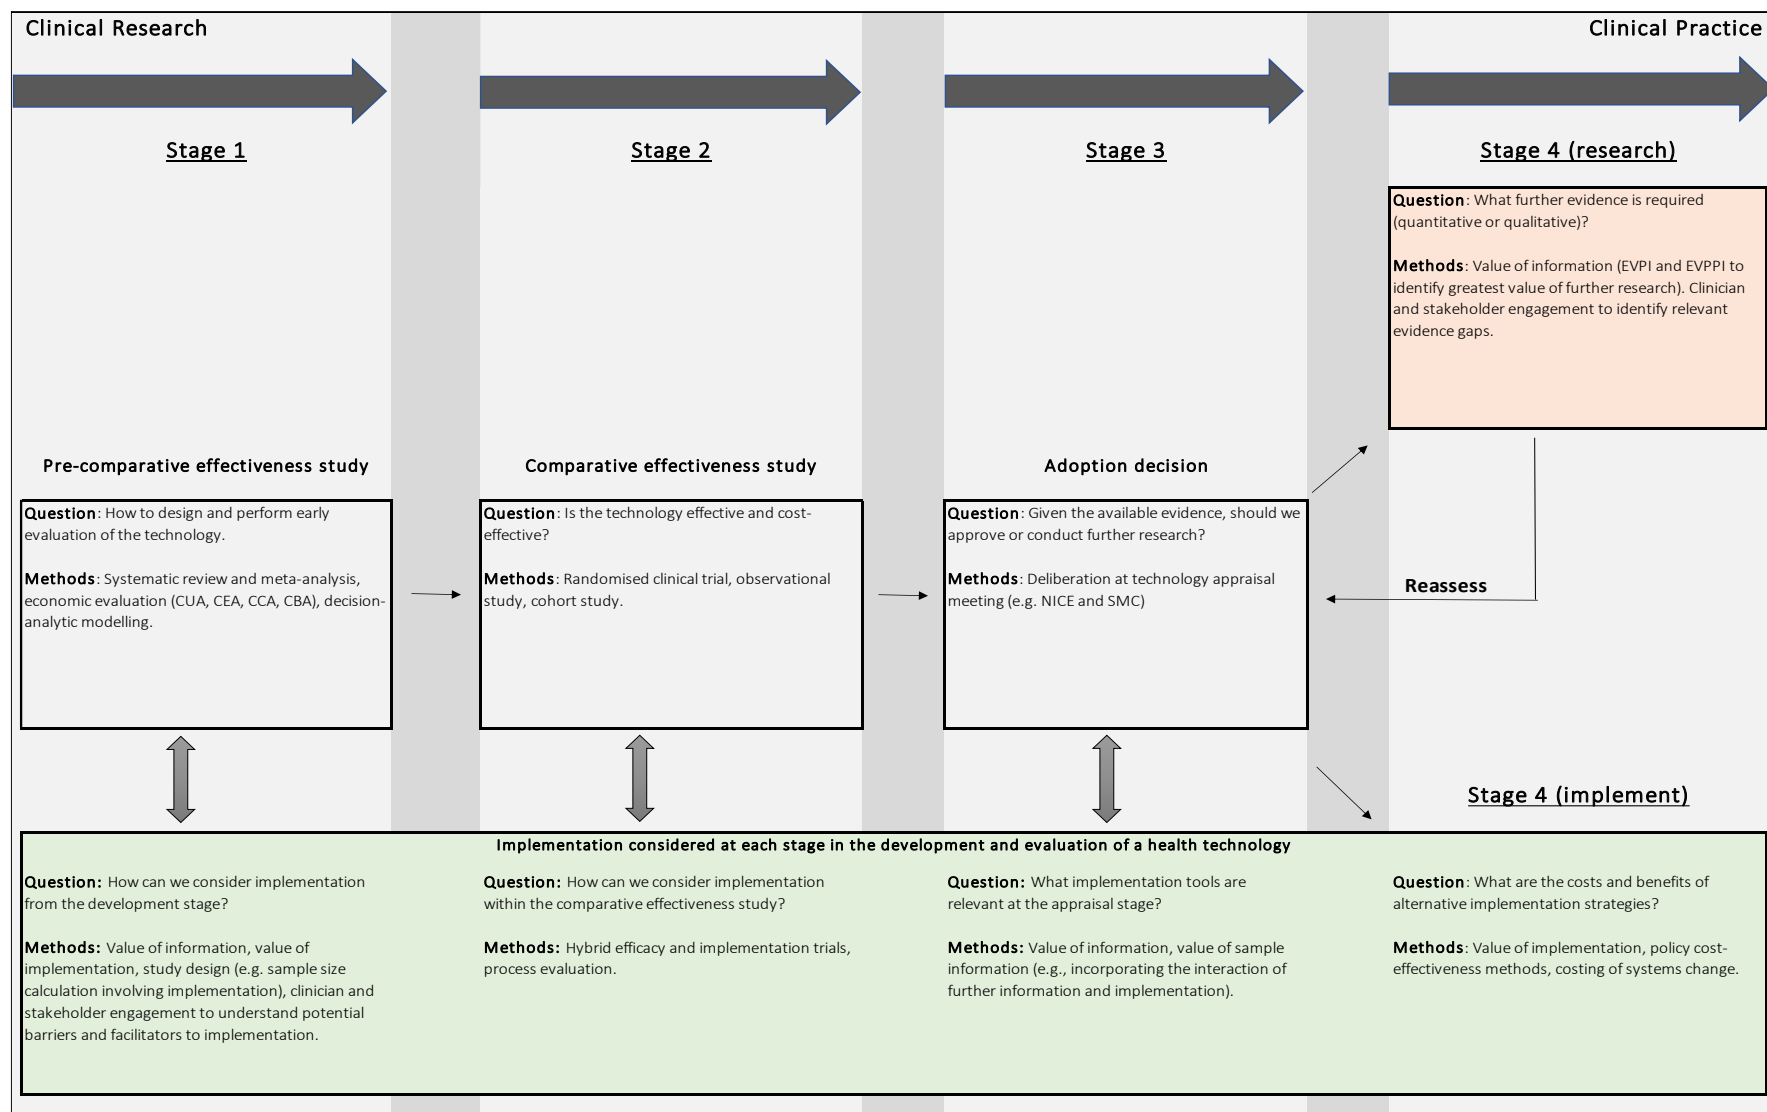 Clinical Research
Clinical Practice
Stage 1
Stage 2
Stage 3
Stage 4 (research)
Question: What further evidence is required
(quantitative or qualitative)?
Methods: Value of information (EVPI and EVPPI to
identify greatest value of further research). Clinician
and stakeholder engagement to identify relevant
evidence gaps.
Pre-comparative effectiveness study
Question: How to design and perform early
evaluation of the technology.
Methods: Systematic review and meta-analysis,
economic evaluation (CUA, CEA, CCA, CBA), decision-
analytic modelling.
Comparative effectiveness study
Question: Is the technology effective and cost-
effective?
Methods: Randomised clinical trial, observational
study, cohort study.
Adoption decision
Question: Given the available evidence, should we
approve or conduct further research?
Methods: Deliberation at technology appraisal
meeting (e.g. NICE and SMC)
Reassess
Stage 4 (implement)
Implementation considered at each stage in the development and evaluation of a health technology
Question: How can we consider implementation
from the development stage?
Methods: Value of information, value of
implementation, study design (e.g. sample size
calculation involving implementation), clinician and
stakeholder engagement to understand potential
barriers and facilitators to implementation.
Question: How can we consider implementation
within the comparative effectiveness study?
Methods: Hybrid efficacy and implementation trials,
process evaluation.
Question: What implementation tools are
relevant at the appraisal stage?
Methods: Value of information, value of sample
information (e.g., incorporating the interaction of
further information and implementation).
Question: What are the costs and benefits of
alternative implementation strategies?
Methods: Value of implementation, policy cost-
effectiveness methods, costing of systems change.